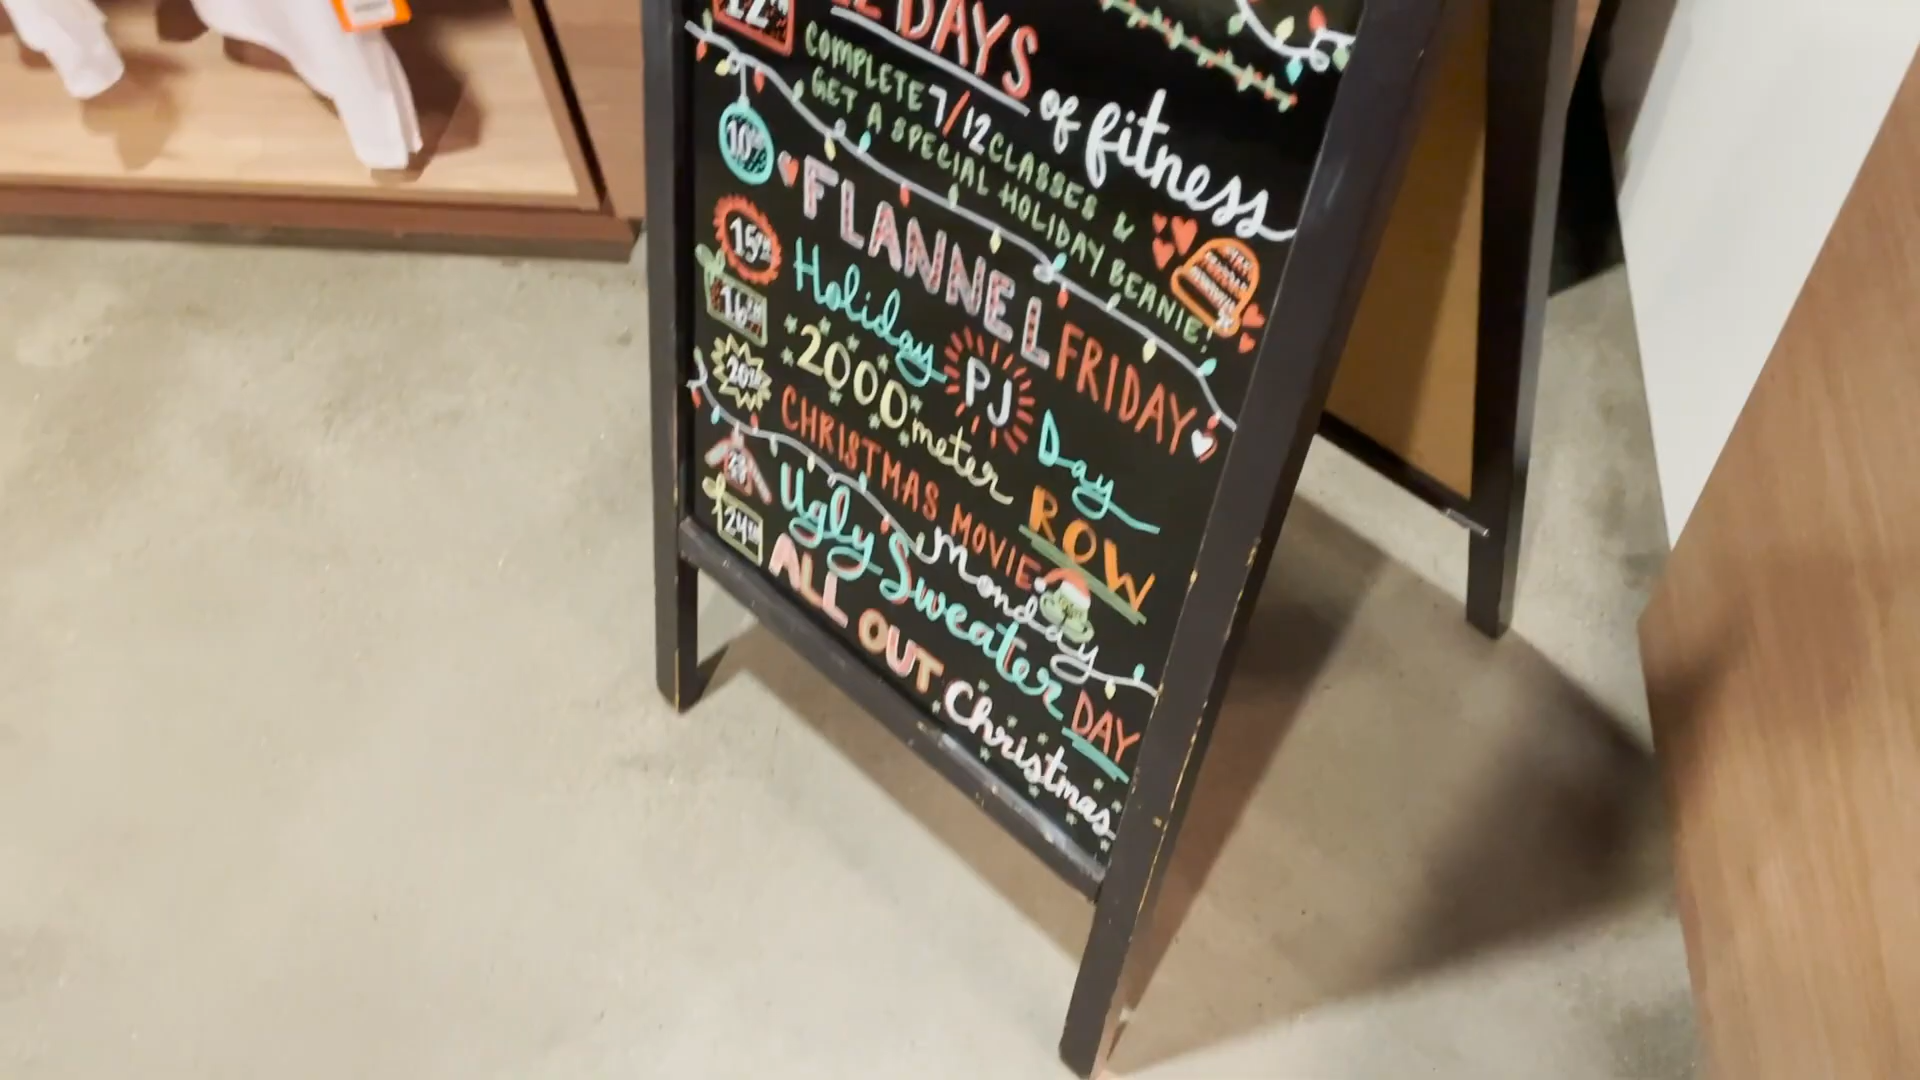 12 DAYS of fitness
COMPLETE 7/12 CLASSES &
GET A SPECIAL HOLIDAY BEANIE!
10th FLANNEL FRIDAY
15th Holiday PJ Day
16th 2000 meter ROW
20th CHRISTMAS MOVIE monday
Ugly Sweater DAY
24th ALL OUT Christmas